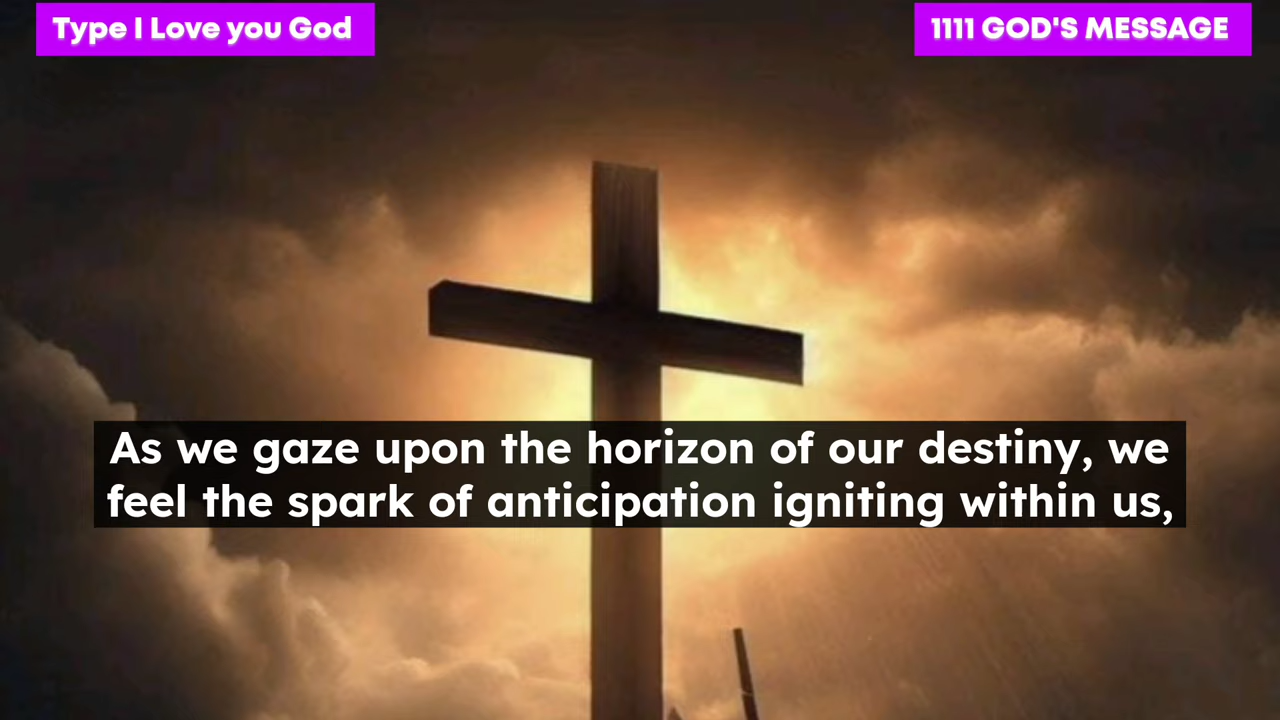 Type I Love you God
1111 GOD'S MESSAGE
As we gaze upon the horizon of our destiny, we
feel the spark of anticipation igniting within us,